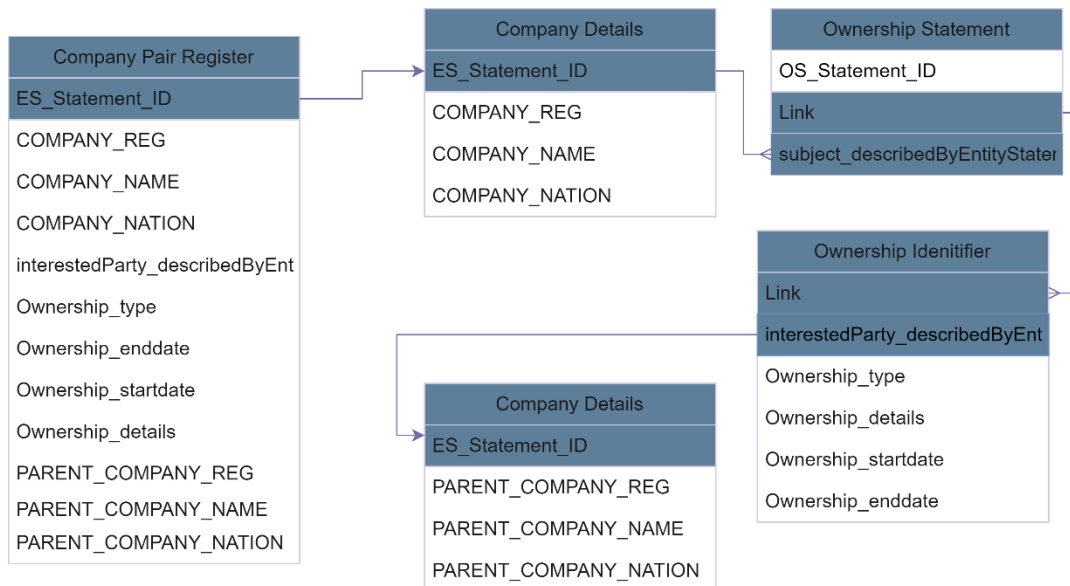 Company Pair Register
ES_Statement_ID
COMPANY_REG
COMPANY_NAME
COMPANY_NATION
interestedParty_describedByEnt
Ownership_type
Ownership_enddate
Ownership_startdate
Ownership_details
PARENT_COMPANY_REG
PARENT_COMPANY_NAME
PARENT_COMPANY_NATION
Company Details
ES_Statement_ID
COMPANY_REG
COMPANY_NAME
COMPANY_NATION
Ownership Statement
OS_Statement_ID
Link
subject_describedByEntityStater
Ownership Idenitifier
Link
interestedParty_describedByEnt
Ownership_type
Ownership_details
Ownership_startdate
Ownership_enddate
Company Details
ES_Statement_ID
PARENT_COMPANY_REG
PARENT_COMPANY_NAME
PARENT_COMPANY_NATION